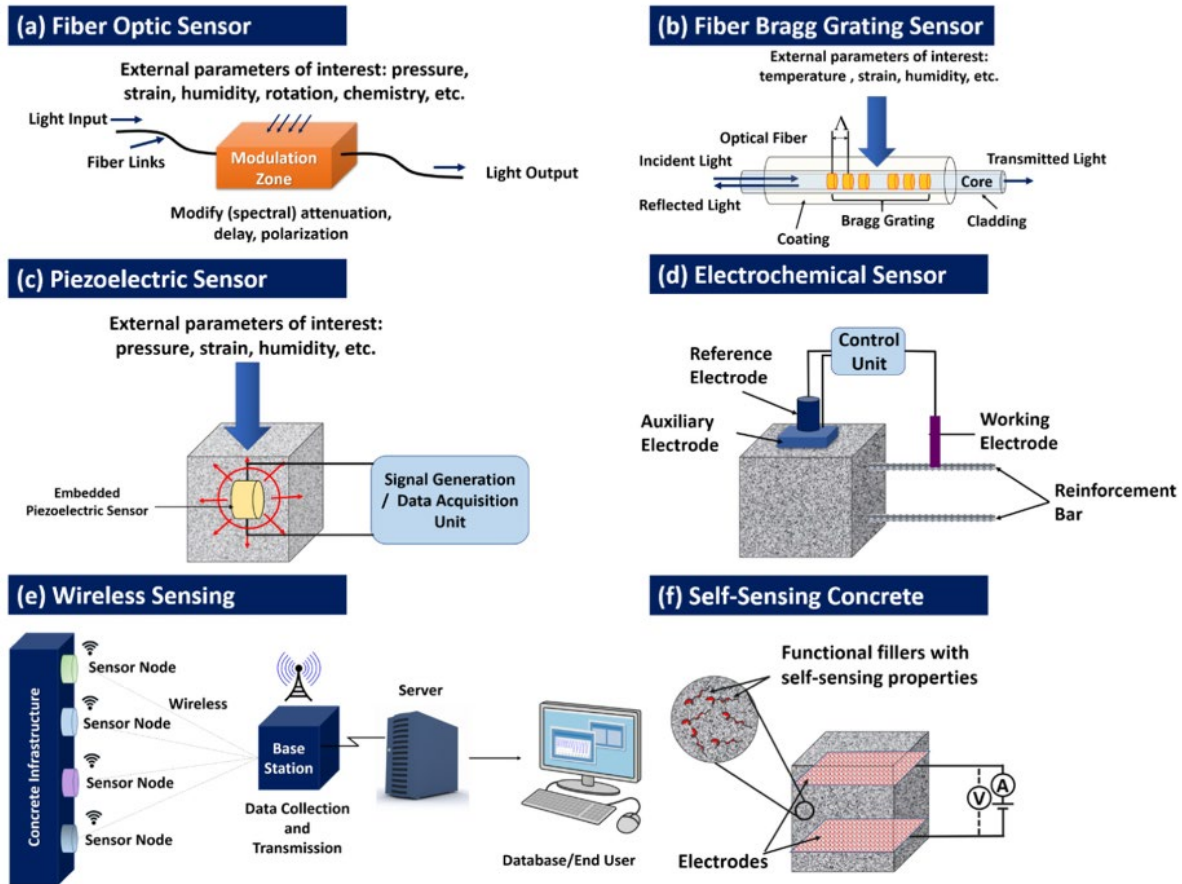 (a) Fiber Optic Sensor
External parameters of interest: pressure,
strain, humidity, rotation, chemistry, etc.
Light Input
Fiber Links
Modulation
Zone
Light Output
Modify (spectral) attenuation,
delay, polarization
(b) Fiber Bragg Grating Sensor
External parameters of interest:
temperature , strain, humidity, etc.
Λ
Optical Fiber
Incident Light
Transmitted Light
Core
Reflected Light
Bragg Grating
Cladding
Coating
(c) Piezoelectric Sensor
External parameters of interest:
pressure, strain, humidity, etc.
Embedded
Piezoelectric Sensor
Signal Generation
/ Data Acquisition
Unit
(d) Electrochemical Sensor
Control
Unit
Reference
Electrode
Auxiliary
Electrode
Working
Electrode
Reinforcement
Bar
(e) Wireless Sensing
Concrete Infrastructure
Sensor Node
Sensor Node
Sensor Node
Sensor Node
Wireless
Base
Station
Data Collection
and
Transmission
Server
Database/End User
(f) Self-Sensing Concrete
Functional fillers with
self-sensing properties
V
A
Electrodes